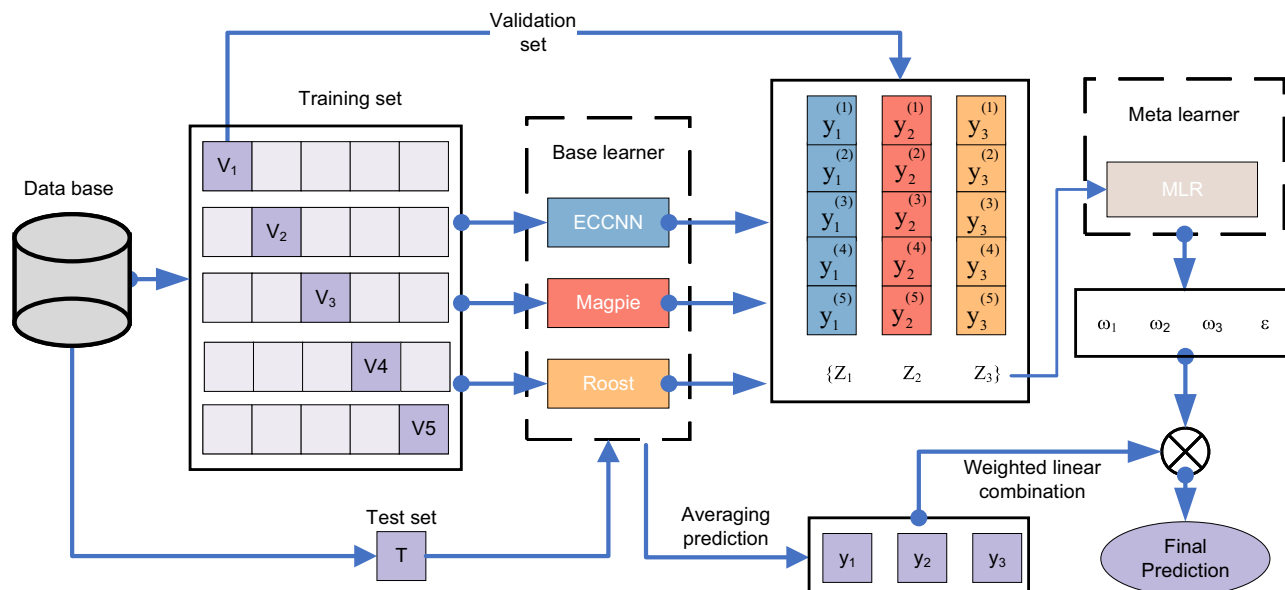 Validation
set
Training set
Data base
V₁
V₂
V₃
V4
V5
Base learner
ECCNN
Magpie
Roost
y₁⁽¹⁾ y₂⁽¹⁾ y₃⁽¹⁾
y₁⁽²⁾ y₂⁽²⁾ y₃⁽²⁾
y₁⁽³⁾ y₂⁽³⁾ y₃⁽³⁾
y₁⁽⁴⁾ y₂⁽⁴⁾ y₃⁽⁴⁾
y₁⁽⁵⁾ y₂⁽⁵⁾ y₃⁽⁵⁾
{Z₁ Z₂ Z₃}
Meta learner
MLR
ω₁ ω₂ ω₃ ε
Test set
T
Averaging
prediction
Weighted linear
combination
y₁ y₂ y₃
Final
Prediction